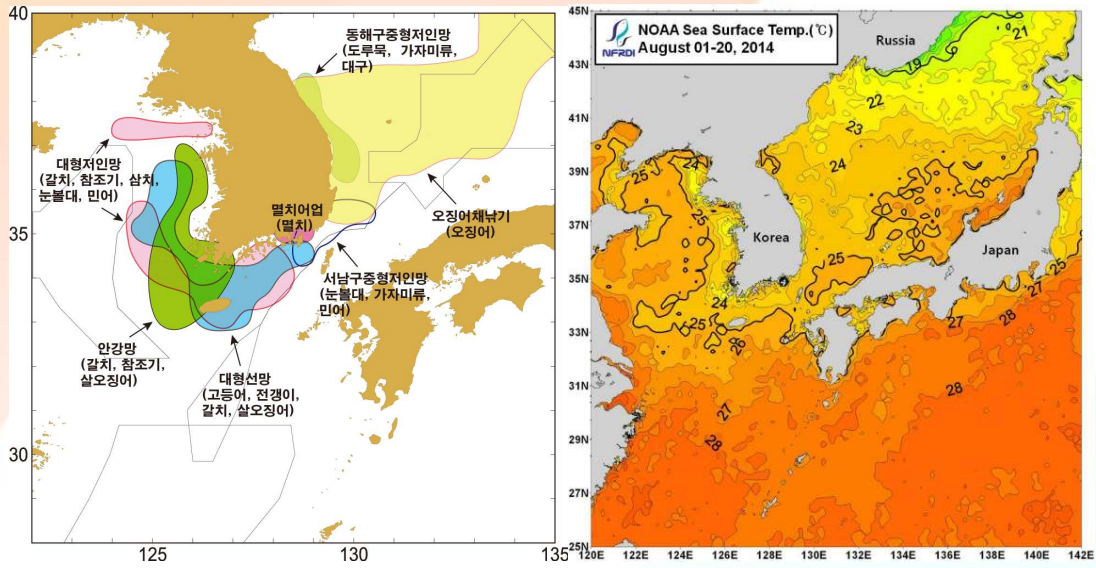 40
35
30
125
130
135
동해구중형저인망
(도루묵, 가자미류,
대구)
대형저인망
(갈치, 참조기, 삼치,
눈볼대, 민어)
멸치어업
(멸치)
오징어채낚기
(오징어)
서남구중형저인망
(눈볼대, 가자미류,
민어)
안강망
(갈치, 참조기,
살오징어)
대형선망
(고등어, 전갱이,
갈치, 살오징어)
NFRDI
NOAA Sea Surface Temp.(℃)
August 01-20, 2014
45N
43N
41N
39N
37N
35N
33N
31N
29N
27N
25N
120E
122E
124E
126E
128E
130E
132E
134E
136E
138E
140E
142E
Russia
Korea
Japan
19
21
22
23
24
24
25
25
25
24
25
25
26
27
27
27
28
28
28